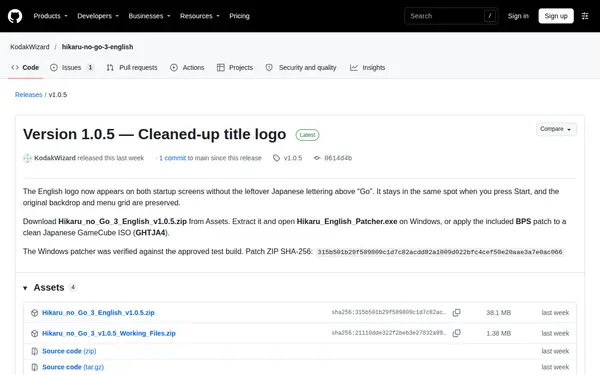 Products Developers Businesses Resources Pricing Search / Sign in Sign up
KodakWizard / hikaru-no-go-3-english
Code Issues 1 Pull requests Actions Projects Security and quality Insights
Releases / v1.0.5
Version 1.0.5 — Cleaned-up title logo Latest Compare
KodakWizard released this last week · 1 commit to main since this release v1.0.5 0614d4b
The English logo now appears on both startup screens without the leftover Japanese lettering above “Go”. It stays in the same spot when you press Start, and the
original backdrop and menu grid are preserved.
Download Hikaru_no_Go_3_English_v1.0.5.zip from Assets. Extract it and open Hikaru_English_Patcher.exe on Windows, or apply the included BPS patch to a
clean Japanese GameCube ISO (GHTJA4).
The Windows patcher was verified against the approved test build. Patch ZIP SHA-256:
Assets 4
Hikaru_no_Go_3_English_v1.0.5.zip 38.1 MB last week
Hikaru_no_Go_3_v1.0.5_Working_Files.zip 1.36 MB last week
Source code (zip) last week
Source code (tar.gz) last week